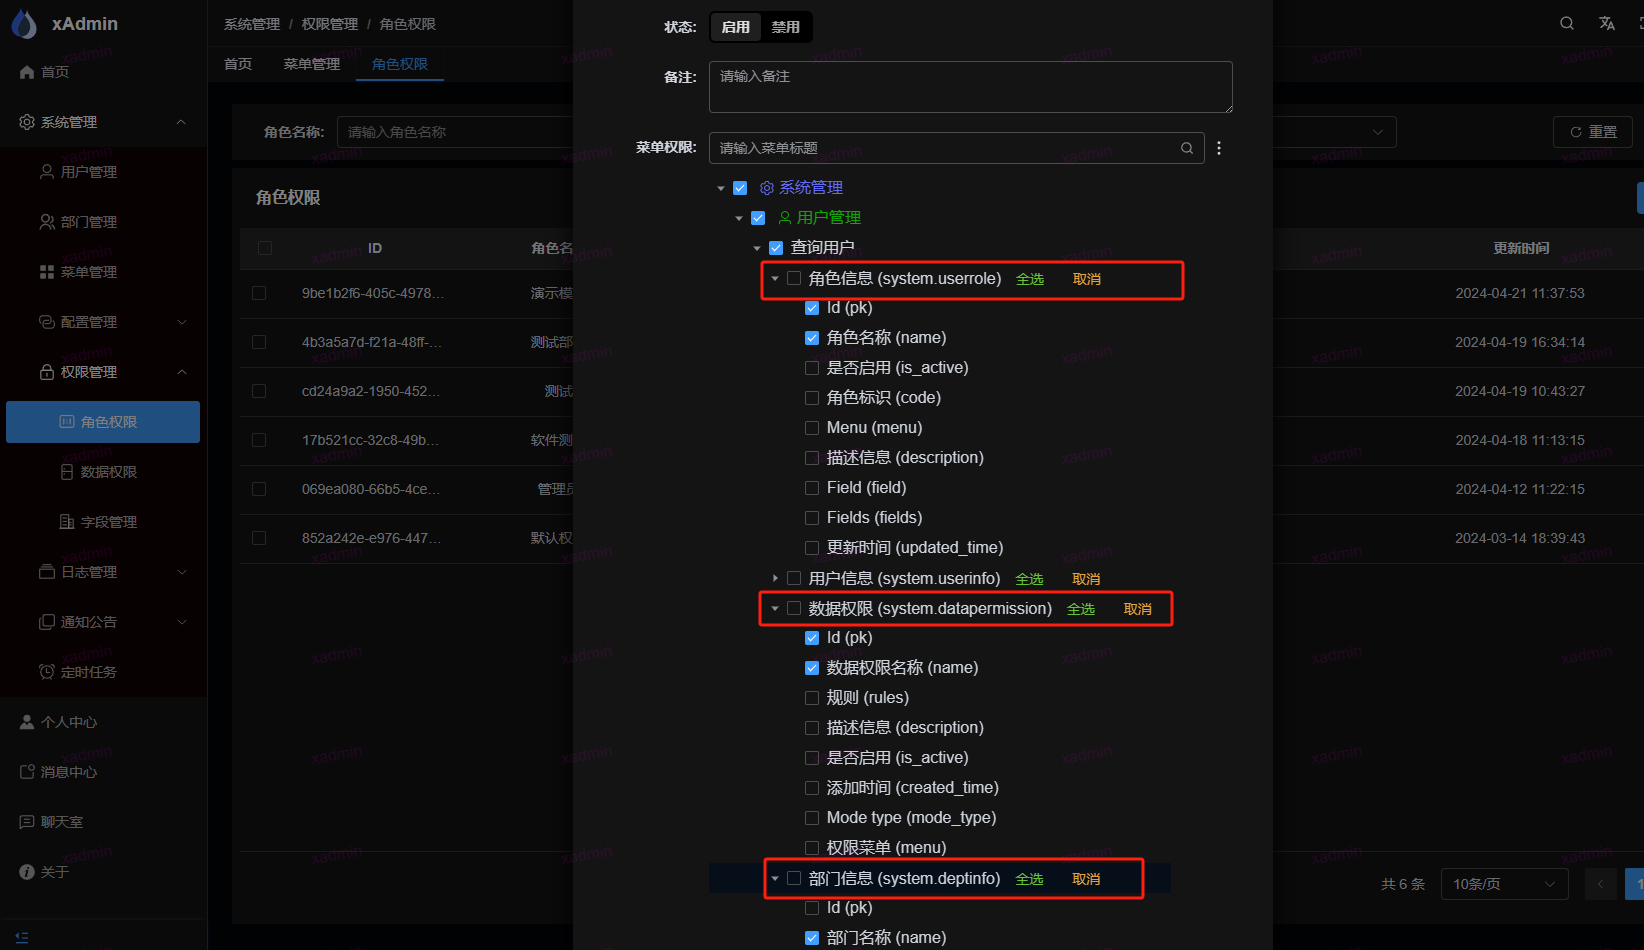 xAdmin
首页
系统管理
用户管理
部门管理
菜单管理
配置管理
权限管理
角色权限
数据权限
字段管理
日志管理
通知公告
定时任务
个人中心
消息中心
聊天室
关于
系统管理 / 权限管理 / 角色权限
首页 菜单管理 角色权限
角色名称: 请输入角色名称
重置
角色权限
ID 角色名 更新时间
9be1b2f6-405c-4978... 演示模 2024-04-21 11:37:53
4b3a5a7d-f21a-48ff-... 测试部 2024-04-19 16:34:14
cd24a9a2-1950-452... 测试 2024-04-19 10:43:27
17b521cc-32c8-49b... 软件测 2024-04-18 11:13:15
069ea080-66b5-4ce... 管理员 2024-04-12 11:22:15
852a242e-e976-447... 默认权 2024-03-14 18:39:43
共 6 条 10条/页 1
状态: 启用 禁用
备注: 请输入备注
菜单权限: 请输入菜单标题
系统管理
用户管理
查询用户
角色信息 (system.userrole) 全选 取消
Id (pk)
角色名称 (name)
是否启用 (is_active)
角色标识 (code)
Menu (menu)
描述信息 (description)
Field (field)
Fields (fields)
更新时间 (updated_time)
用户信息 (system.userinfo) 全选 取消
数据权限 (system.datapermission) 全选 取消
Id (pk)
数据权限名称 (name)
规则 (rules)
描述信息 (description)
是否启用 (is_active)
添加时间 (created_time)
Mode type (mode_type)
权限菜单 (menu)
部门信息 (system.deptinfo) 全选 取消
Id (pk)
部门名称 (name)